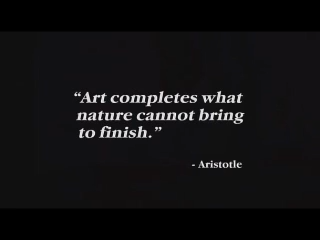 “Art completes what
nature cannot bring
to finish.”
- Aristotle